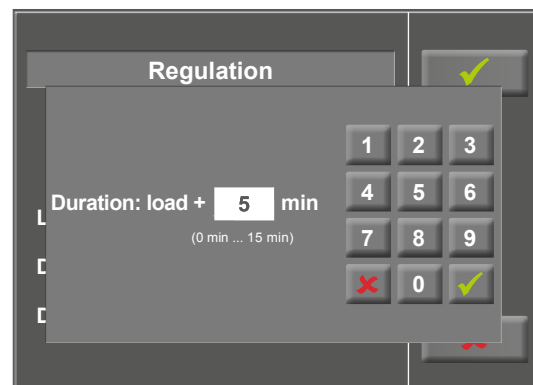 Regulation
1 2 3
Duration: load + 5 min
4 5 6
(0 min ... 15 min)
7 8 9
0
L
D
D